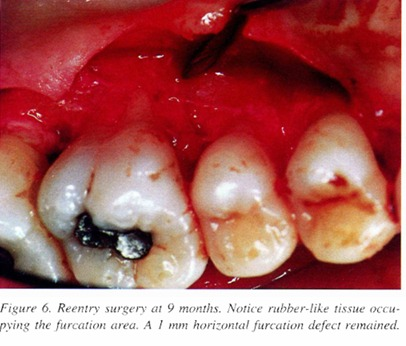 Figure 6. Reentry surgery at 9 months. Notice rubber-like tissue occu-
pying the furcation area. A 1 mm horizontal furcation defect remained.